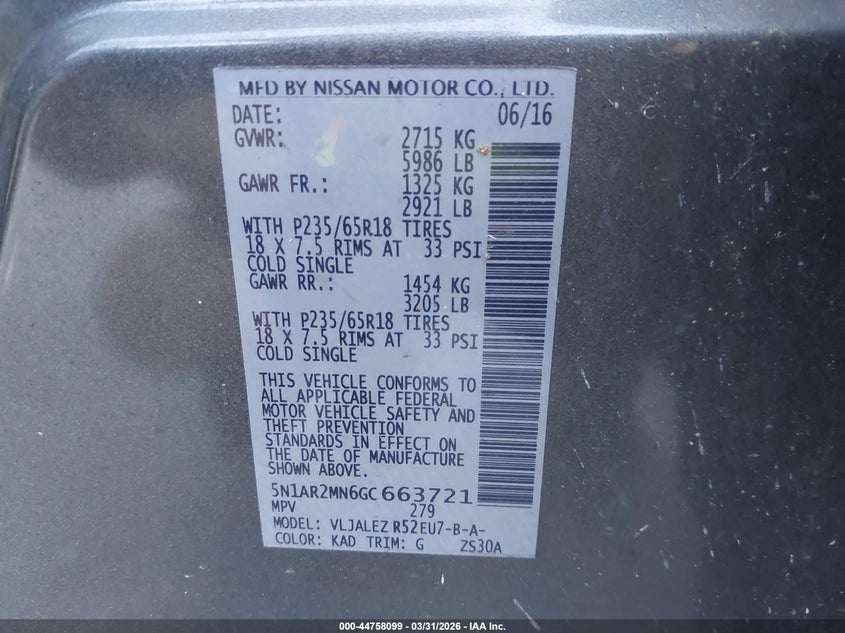 MFD BY NISSAN MOTOR CO., LTD.
DATE: 06/16
GVWR: 2715 KG
5986 LB
GAWR FR.: 1325 KG
2921 LB
WITH P235/65R18 TIRES
18 X 7.5 RIMS AT 33 PSI
COLD SINGLE
GAWR RR.: 1454 KG
3205 LB
WITH P235/65R18 TIRES
18 X 7.5 RIMS AT 33 PSI
COLD SINGLE
THIS VEHICLE CONFORMS TO
ALL APPLICABLE FEDERAL
MOTOR VEHICLE SAFETY AND
THEFT PREVENTION
STANDARDS IN EFFECT ON
THE DATE OF MANUFACTURE
SHOWN ABOVE.
5N1AR2MN6GC 663721
MPV 279
MODEL: VLJALEZ R52EU7-B-A-
COLOR: KAD TRIM: G ZS30A
000-44758099 - 03/31/2026 - IAA Inc.